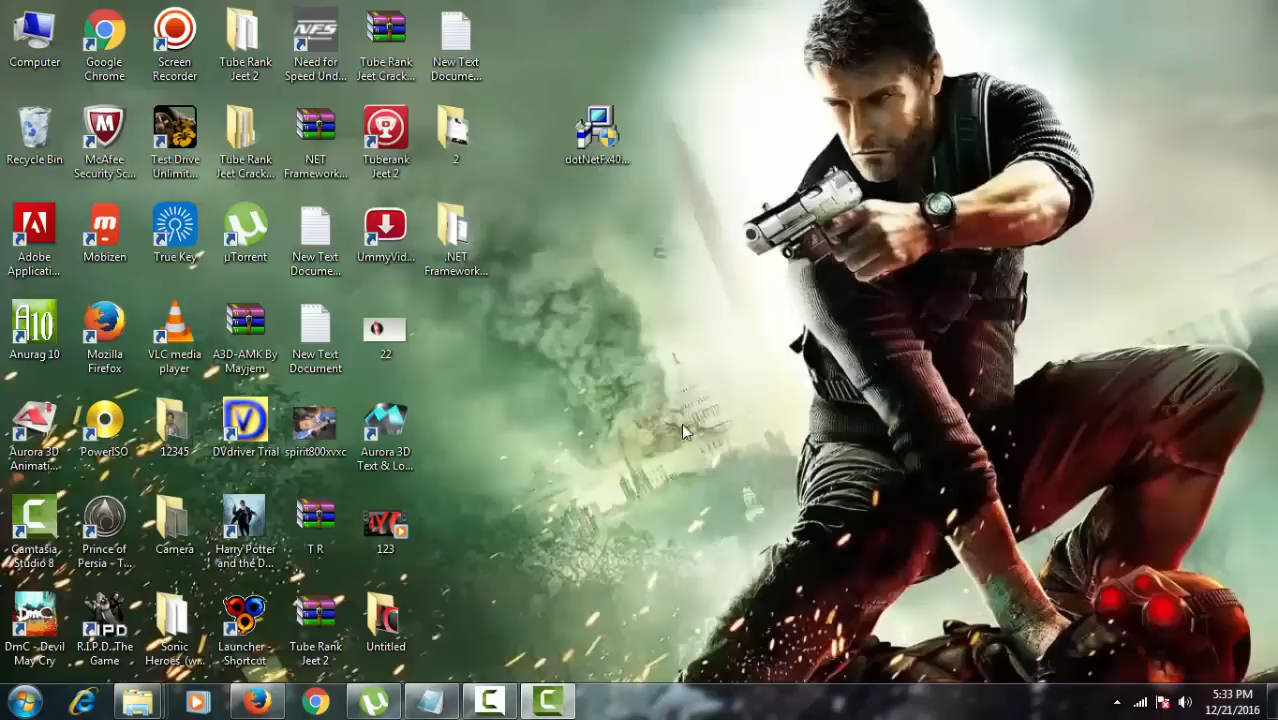 Computer
Google
Chrome
Screen
Recorder
Tube Rank
Jeet 2
NFS
Need for
Speed Und...
Tube Rank
Jeet Crack...
New Text
Docume...
Recycle Bin
McAfee
Security Sc...
Test Drive
Unlimit...
Tube Rank
Jeet Crack...
.NET
Framework...
Tuberank
Jeet 2
2
dotNetFx40...
Adobe
Applicati...
Mobizen
True Key
µTorrent
New Text
Docume...
UmmyVid...
.NET
Framework...
A10
Anurag 10
Mozilla
Firefox
VLC media
player
A3D-AMK By
Mayjem
New Text
Document
22
Aurora 3D
Animati...
PowerISO
12345
DVdriver Trial
spirit800xvxc
Aurora 3D
Text & Lo...
Camtasia
Studio 8
Prince of
Persia - T...
Camera
Harry Potter
and the D...
T R
123
DmC - Devil
May Cry
R.I.P.D. The
Game
Sonic
Heroes_(w...
Launcher -
Shortcut
Tube Rank
Jeet 2
Untitled
5:33 PM
12/21/2016